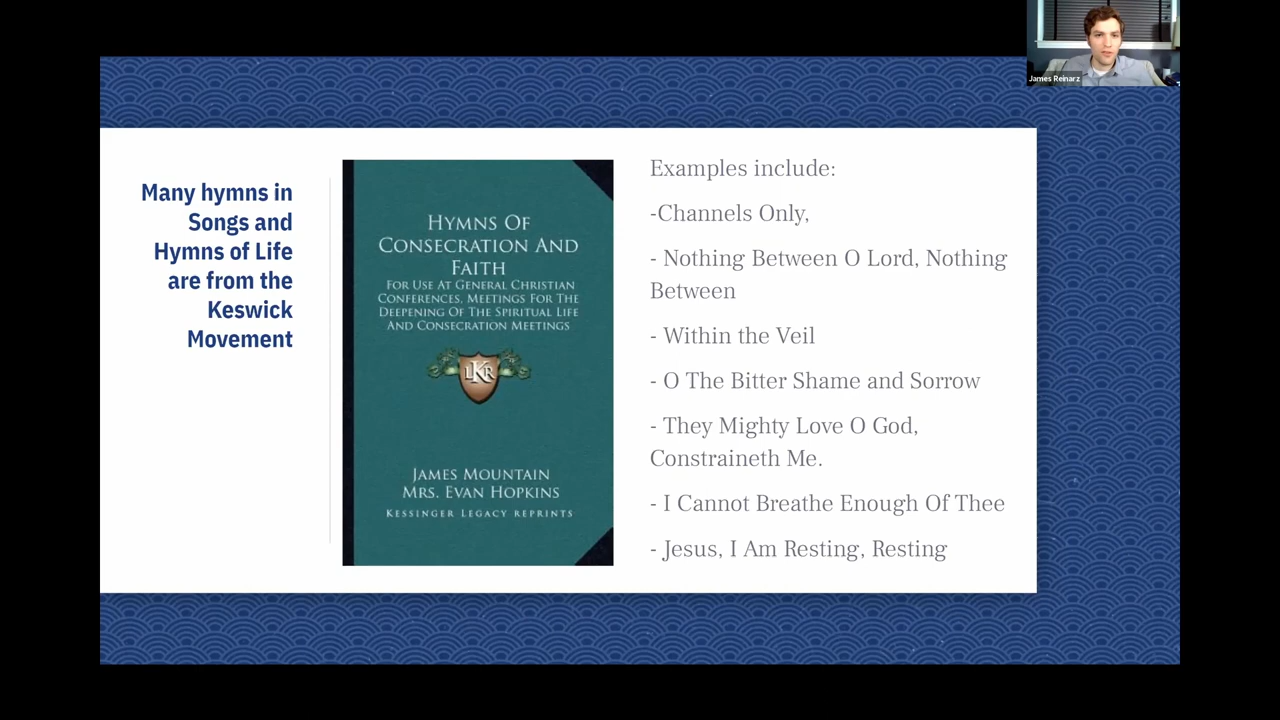 James Reinarz
Many hymns in
Songs and
Hymns of Life
are from the
Keswick
Movement
HYMNS OF
CONSECRATION AND
FAITH
FOR USE AT GENERAL CHRISTIAN
CONFERENCES, MEETINGS FOR THE
DEEPENING OF THE SPIRITUAL LIFE
AND CONSECRATION MEETINGS
LKR
JAMES MOUNTAIN
MRS. EVAN HOPKINS
KESSINGER LEGACY REPRINTS
Examples include:
-Channels Only,
- Nothing Between O Lord, Nothing
Between
- Within the Veil
- O The Bitter Shame and Sorrow
- They Mighty Love O God,
Constraineth Me.
- I Cannot Breathe Enough Of Thee
- Jesus, I Am Resting, Resting